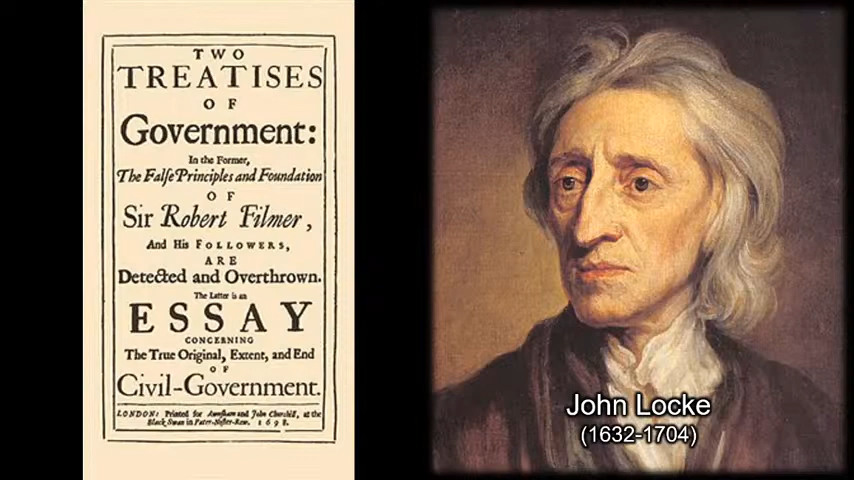 TWO
TREATISES
OF
Government:
In the Former,
The Falſe Principles and Foundation
OF
Sir Robert Filmer,
And His FOLLOWERS,
ARE
Detected and Overthrown.
The Latter is an
ESSAY
CONCERNING
The True Original, Extent, and End
OF
Civil-Government.
LONDON: Printed for Awnſham and John Churchill, at the
Black Swan in Pater-Noſter-Row. 1698.
John Locke
(1632-1704)